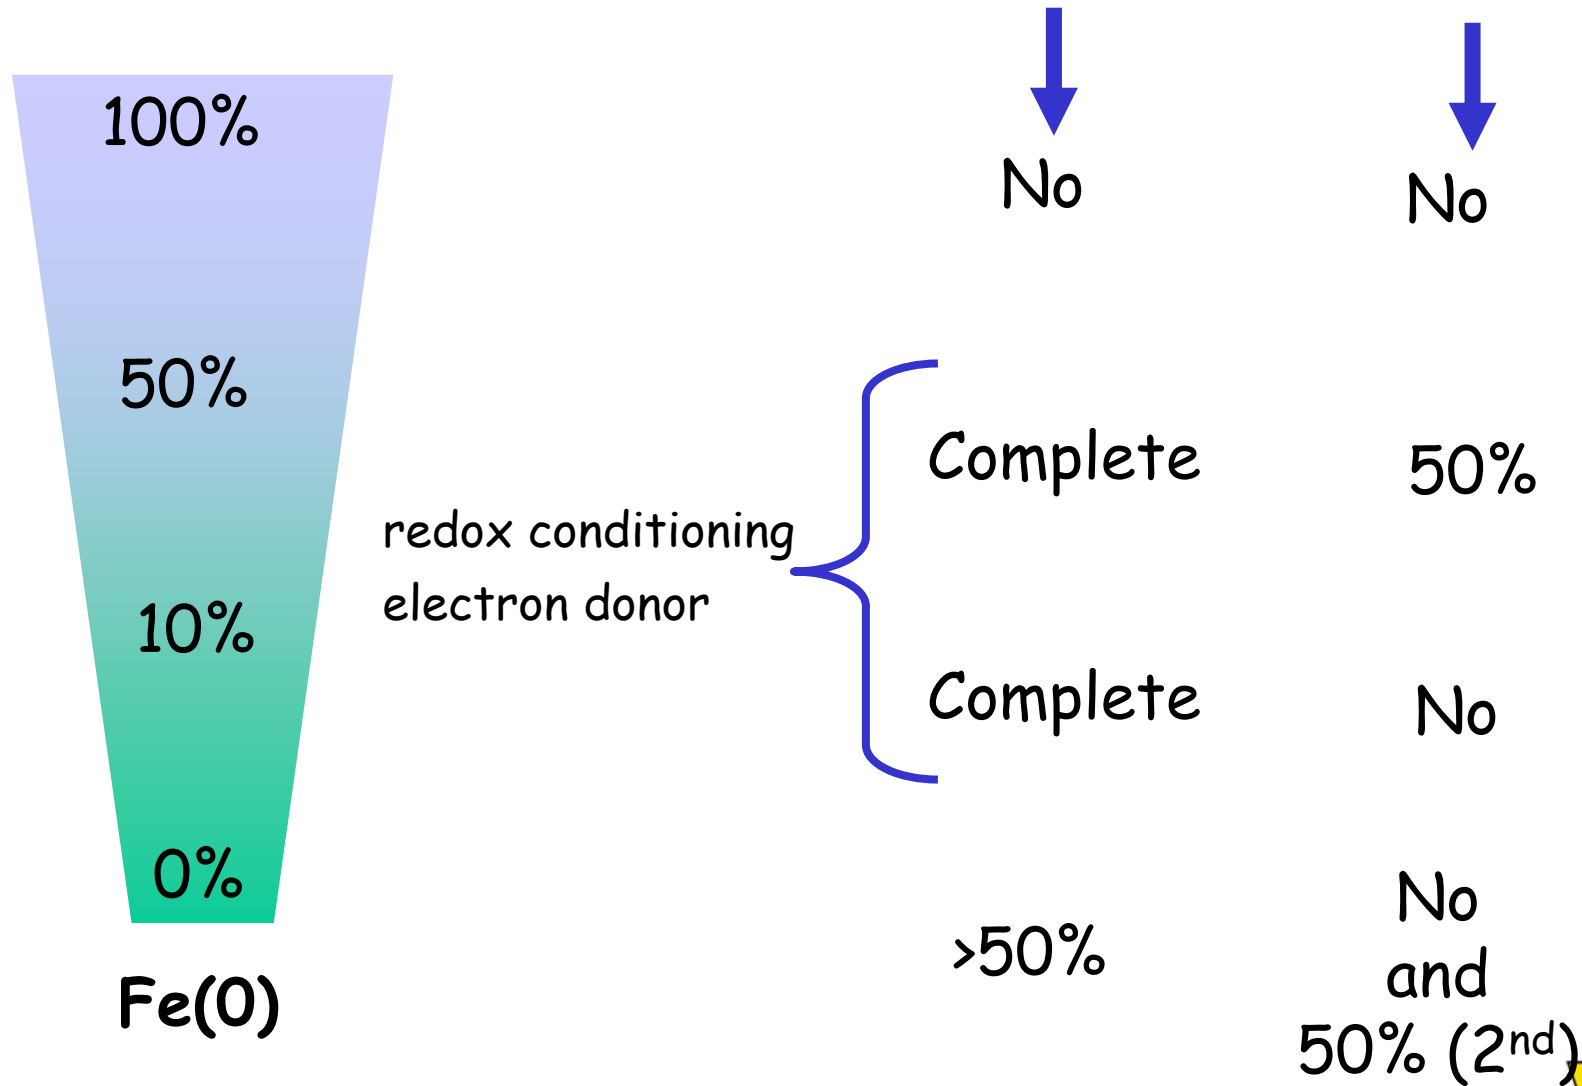 100%
No
No
50%
Complete
50%
redox conditioning
electron donor
10%
Complete
No
0%
>50%
No
and
50% (2nd)
Fe(0)